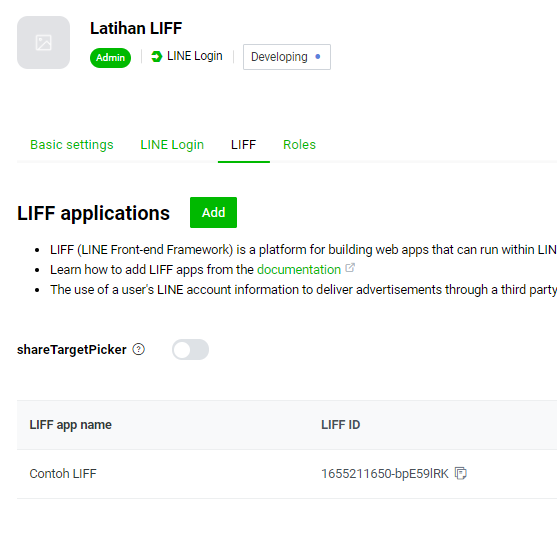 Latihan LIFF
Admin
LINE Login
Developing
Basic settings
LINE Login
LIFF
Roles
LIFF applications
Add
LIFF (LINE Front-end Framework) is a platform for building web apps that can run within LIN
Learn how to add LIFF apps from the documentation
The use of a user's LINE account information to deliver advertisements through a third party
shareTargetPicker
LIFF app name
LIFF ID
Contoh LIFF
1655211650-bpE59lRK